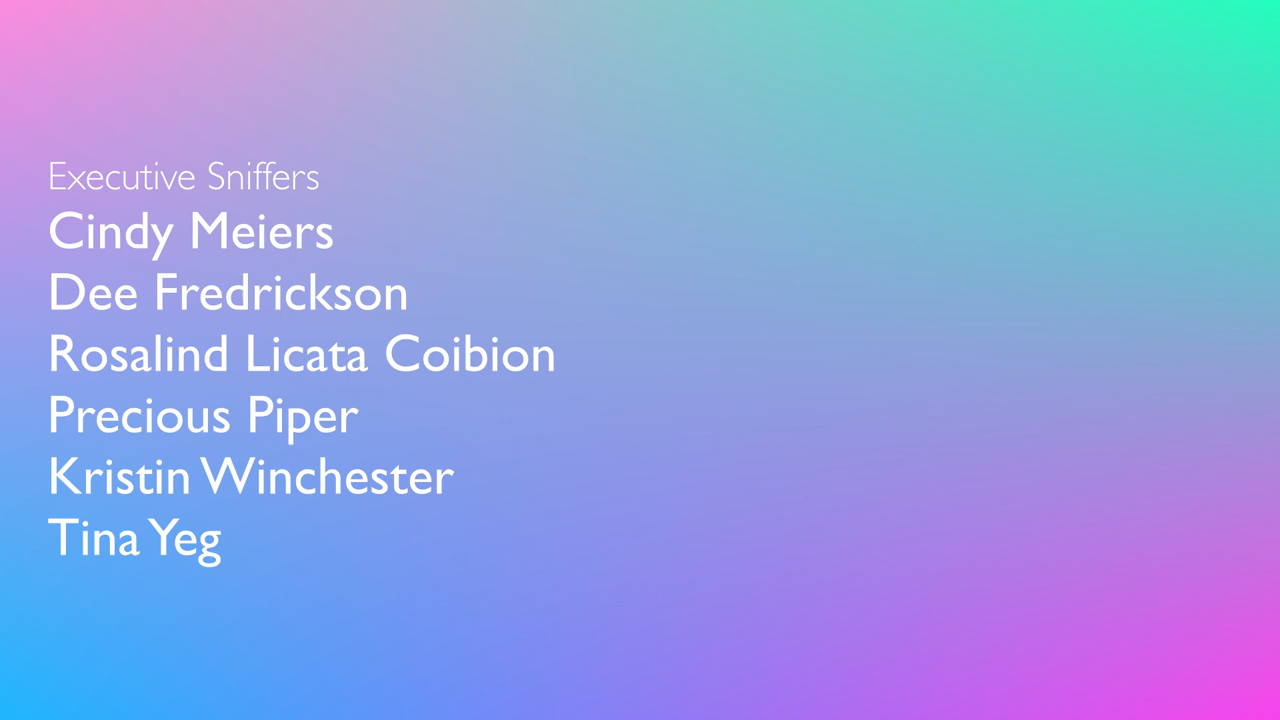 Executive Sniffers
Cindy Meiers
Dee Fredrickson
Rosalind Licata Coibion
Precious Piper
Kristin Winchester
Tina Yeg